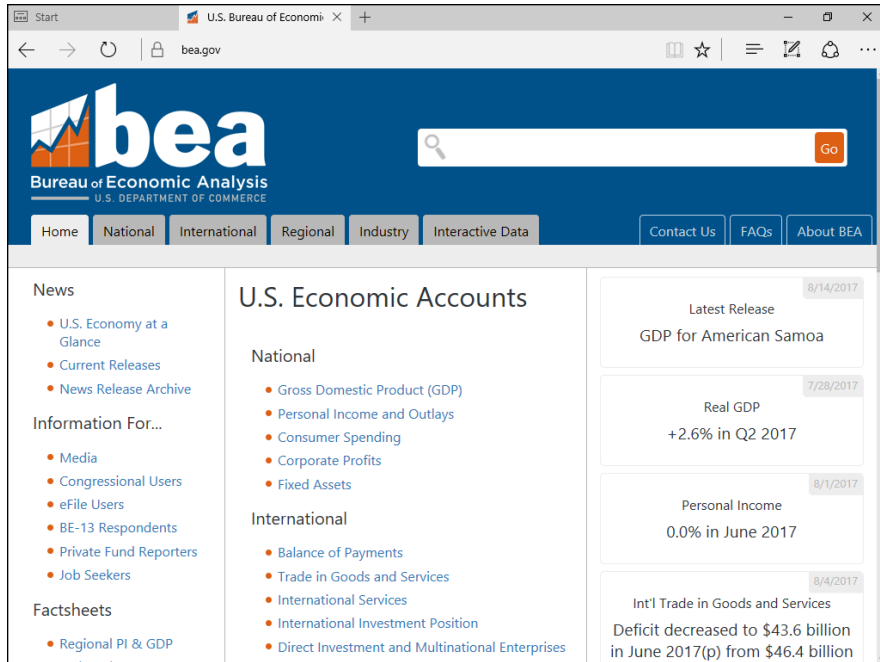 Start
U.S. Bureau of Economi
bea.gov
bea
Bureau of Economic Analysis
U.S. DEPARTMENT OF COMMERCE
Go
Home
National
International
Regional
Industry
Interactive Data
Contact Us
FAQs
About BEA
News
U.S. Economy at a
Glance
Current Releases
News Release Archive
Information For...
Media
Congressional Users
eFile Users
BE-13 Respondents
Private Fund Reporters
Job Seekers
Factsheets
Regional PI & GDP
U.S. Economic Accounts
National
Gross Domestic Product (GDP)
Personal Income and Outlays
Consumer Spending
Corporate Profits
Fixed Assets
International
Balance of Payments
Trade in Goods and Services
International Services
International Investment Position
Direct Investment and Multinational Enterprises
8/14/2017
Latest Release
GDP for American Samoa
7/28/2017
Real GDP
+2.6% in Q2 2017
8/1/2017
Personal Income
0.0% in June 2017
8/4/2017
Int'l Trade in Goods and Services
Deficit decreased to $43.6 billion
in June 2017(p) from $46.4 billion